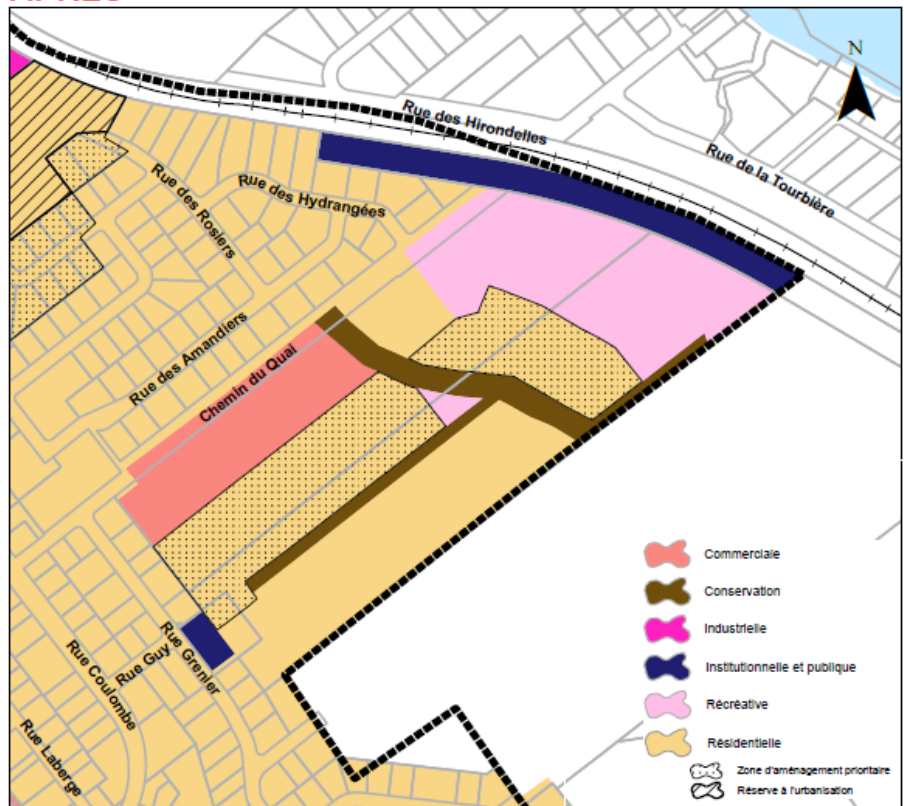 N
Rue des Hirondelles
Rue de la Tourbière
Rue des Rosiers
Rue des Hydrangées
Rue des Amandiers
Chemin du Quai
Rue Grenier
Rue Guy
Rue Coulombe
Rue Laberge
Commerciale
Conservation
Industrielle
Institutionnelle et publique
Récréative
Résidentielle
Zone d'aménagement prioritaire
Réserve à l'urbanisation